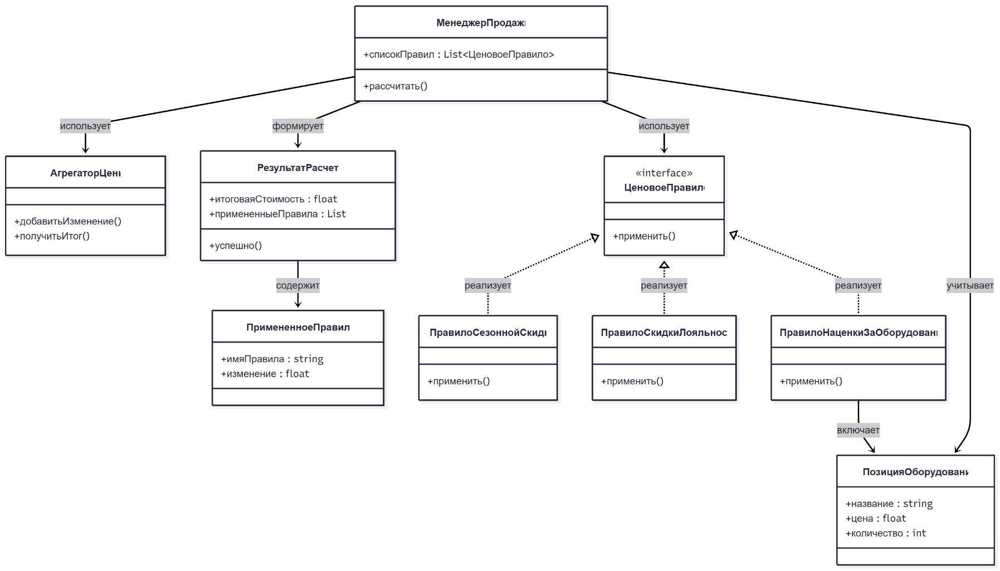 МенеджерПродаж
+списокПравил : List<ЦеновоеПравило>
+рассчитать()
использует
формирует
использует
АгрегаторЦен
+добавитьИзменение()
+получитьИтог()
РезультатРасчет
+итоговаяСтоимость : float
+примененныеПравила : List
+успешно()
«interface»
ЦеновоеПравил
+применить()
содержит
реализует
реализует
реализует
учитывает
ПримененноеПравил
+имяПравила : string
+изменение : float
ПравилоСезоннойСкид
+применить()
ПравилоСкидкиЛояльнос
+применить()
ПравилоНаценкиЗаОборудован
+применить()
включает
ПозицияОборудован
+название : string
+цена : float
+количество : int